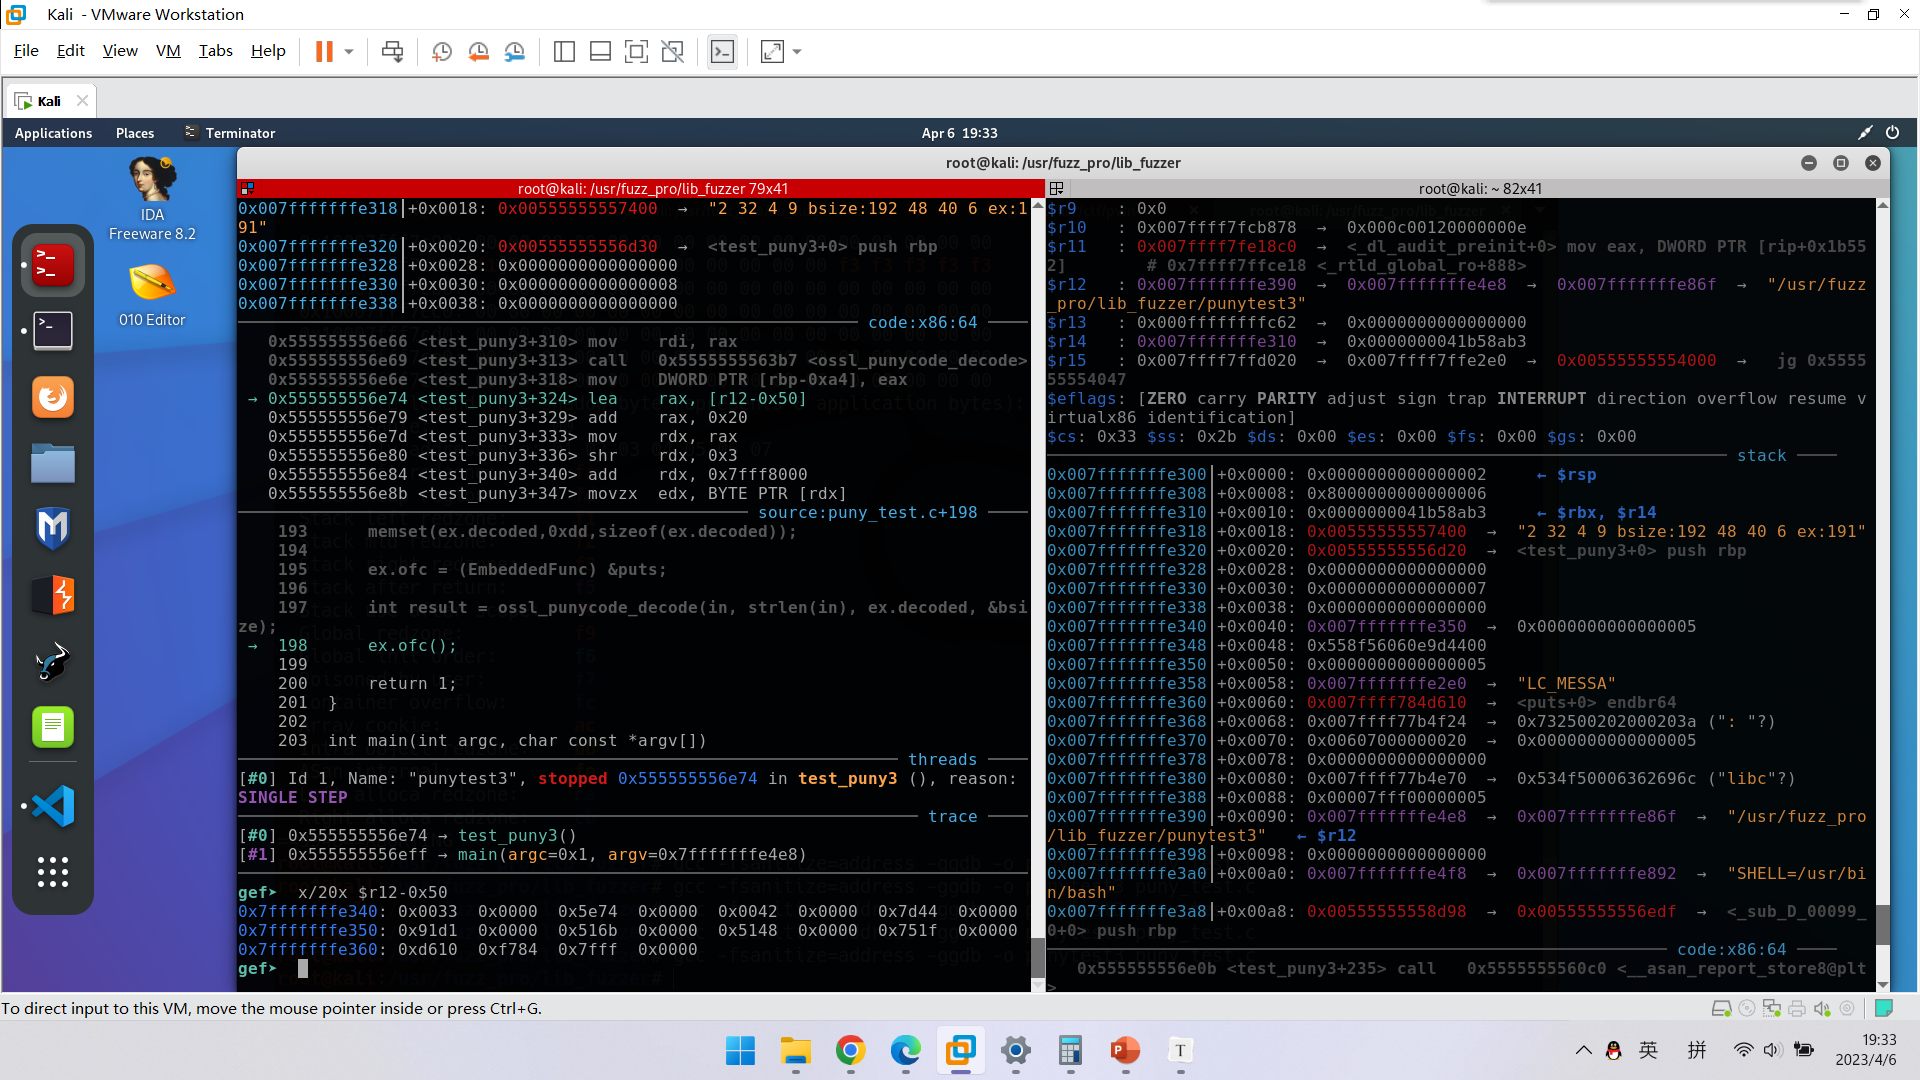 Kali - VMware Workstation
File Edit View VM Tabs Help
Kali
Applications Places Terminator
Apr 6 19:33
IDA
Freeware 8.2
010 Editor
root@kali: /usr/fuzz_pro/lib_fuzzer
root@kali: /usr/fuzz_pro/lib_fuzzer 79x41
0x007fffffffe318|+0x0018: 0x00555555557400 → "2 32 4 9 bsize:192 48 40 6 ex:1
91"
0x007fffffffe320|+0x0020: 0x00555555556d30 → <test_puny3+0> push rbp
0x007fffffffe328|+0x0028: 0x0000000000000000
0x007fffffffe330|+0x0030: 0x0000000000000008
0x007fffffffe338|+0x0038: 0x0000000000000000
code:x86:64
0x555555556e66 <test_puny3+310> mov rdi, rax
0x555555556e69 <test_puny3+313> call 0x5555555563b7 <ossl_punycode_decode>
0x555555556e6e <test_puny3+318> mov DWORD PTR [rbp-0xa4], eax
→ 0x555555556e74 <test_puny3+324> lea rax, [r12-0x50]
0x555555556e79 <test_puny3+329> add rax, 0x20
0x555555556e7d <test_puny3+333> mov rdx, rax
0x555555556e80 <test_puny3+336> shr rdx, 0x3
0x555555556e84 <test_puny3+340> add rdx, 0x7fff8000
0x555555556e8b <test_puny3+347> movzx edx, BYTE PTR [rdx]
source:puny_test.c+198
193 memset(ex.decoded,0xdd,sizeof(ex.decoded));
194
195 ex.ofc = (EmbeddedFunc) &puts;
196
197 int result = ossl_punycode_decode(in, strlen(in), ex.decoded, &bsi
ze);
→ 198 ex.ofc();
199
200 return 1;
201 }
202
203 int main(int argc, char const *argv[])
threads
[#0] Id 1, Name: "punytest3", stopped 0x555555556e74 in test_puny3 (), reason:
SINGLE STEP
trace
[#0] 0x555555556e74 → test_puny3()
[#1] 0x555555556eff → main(argc=0x1, argv=0x7fffffffe4e8)
gef➤ x/20x $r12-0x50
0x7fffffffe340: 0x0033 0x0000 0x5e74 0x0000 0x0042 0x0000 0x7d44 0x0000
0x7fffffffe350: 0x91d1 0x0000 0x516b 0x0000 0x5148 0x0000 0x751f 0x0000
0x7fffffffe360: 0xd610 0xf784 0x7fff 0x0000
gef➤
root@kali: ~ 82x41
$r9 : 0x0
$r10 : 0x007ffff7fcb878 → 0x000c00120000000e
$r11 : 0x007ffff7fe18c0 → <_dl_audit_preinit+0> mov eax, DWORD PTR [rip+0x1b55
2] # 0x7ffff7ffce18 <_rtld_global_ro+888>
$r12 : 0x007fffffffe390 → 0x007fffffffe4e8 → 0x007fffffffe86f → "/usr/fuzz
_pro/lib_fuzzer/punytest3"
$r13 : 0x000ffffffffc62 → 0x0000000000000000
$r14 : 0x007fffffffe310 → 0x0000000041b58ab3
$r15 : 0x007ffff7ffd020 → 0x007ffff7ffe2e0 → 0x00555555554000 → jg 0x5555
55554047
$eflags: [ZERO carry PARITY adjust sign trap INTERRUPT direction overflow resume v
irtualx86 identification]
$cs: 0x33 $ss: 0x2b $ds: 0x00 $es: 0x00 $fs: 0x00 $gs: 0x00
stack
0x007fffffffe300|+0x0000: 0x0000000000000002 ← $rsp
0x007fffffffe308|+0x0008: 0x8000000000000006
0x007fffffffe310|+0x0010: 0x0000000041b58ab3 ← $rbx, $r14
0x007fffffffe318|+0x0018: 0x00555555557400 → "2 32 4 9 bsize:192 48 40 6 ex:191"
0x007fffffffe320|+0x0020: 0x00555555556d20 → <test_puny3+0> push rbp
0x007fffffffe328|+0x0028: 0x0000000000000000
0x007fffffffe330|+0x0030: 0x0000000000000007
0x007fffffffe338|+0x0038: 0x0000000000000000
0x007fffffffe340|+0x0040: 0x007fffffffe350 → 0x0000000000000005
0x007fffffffe348|+0x0048: 0x558f56060e9d4400
0x007fffffffe350|+0x0050: 0x0000000000000005
0x007fffffffe358|+0x0058: 0x007fffffffe2e0 → "LC_MESSA"
0x007fffffffe360|+0x0060: 0x007ffff784d610 → <puts+0> endbr64
0x007fffffffe368|+0x0068: 0x007ffff77b4f24 → 0x732500202000203a (": "?)
0x007fffffffe370|+0x0070: 0x00607000000020 → 0x0000000000000005
0x007fffffffe378|+0x0078: 0x0000000000000000
0x007fffffffe380|+0x0080: 0x007ffff77b4e70 → 0x534f50006362696c ("libc"?)
0x007fffffffe388|+0x0088: 0x00007fff00000005
0x007fffffffe390|+0x0090: 0x007fffffffe4e8 → 0x007fffffffe86f → "/usr/fuzz_pro
/lib_fuzzer/punytest3" ← $r12
0x007fffffffe398|+0x0098: 0x0000000000000000
0x007fffffffe3a0|+0x00a0: 0x007fffffffe4f8 → 0x007fffffffe892 → "SHELL=/usr/bi
n/bash"
0x007fffffffe3a8|+0x00a8: 0x00555555558d98 → 0x00555555556edf → <_sub_D_00099_
0+0> push rbp
code:x86:64
0x555555556e0b <test_puny3+235> call 0x5555555560c0 <__asan_report_store8@plt
>
To direct input to this VM, move the mouse pointer inside or press Ctrl+G.
英 拼
19:33
2023/4/6